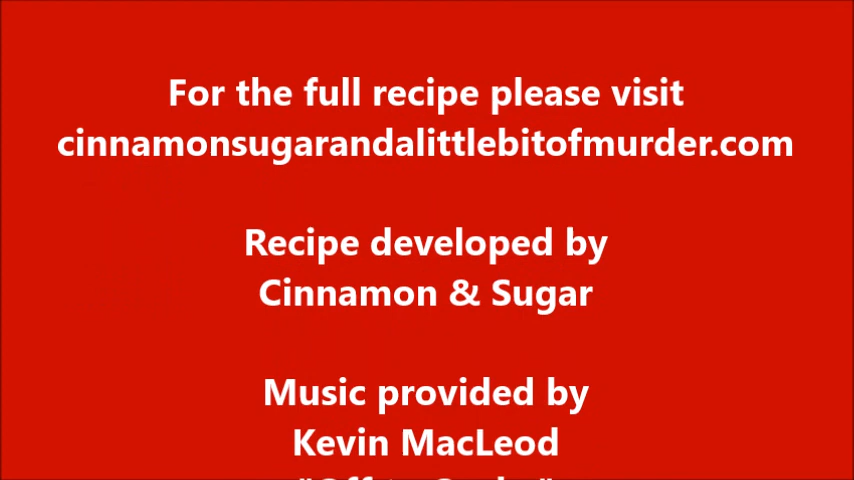 For the full recipe please visit
cinnamonsugarandalittlebitofmurder.com
Recipe developed by
Cinnamon & Sugar
Music provided by
Kevin MacLeod